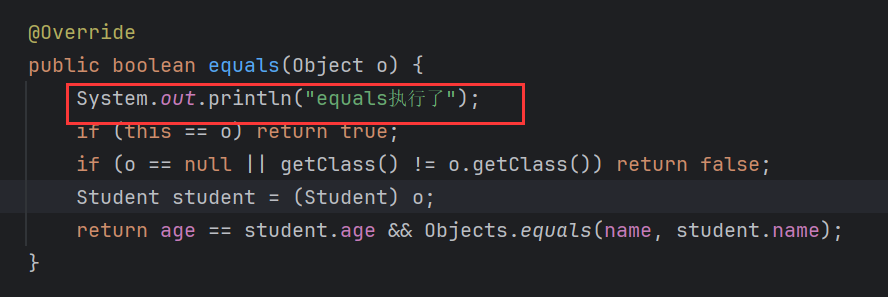 @Override
public boolean equals(Object o) {
    System.out.println("equals执行了");
    if (this == o) return true;
    if (o == null || getClass() != o.getClass()) return false;
    Student student = (Student) o;
    return age == student.age && Objects.equals(name, student.name);
}